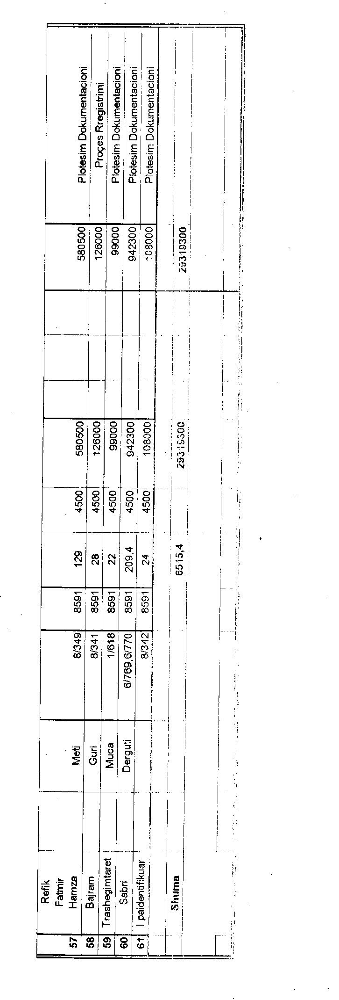 Refik
Fatmir
57 Hamza Meti 8/349 8591 129 4500 580500 580500 Plotesim Dokumentacioni
58 Bajram Guri 8/341 8591 28 4500 126000 126000 Proçes Rregistrimi
59 Trashegimtaret Muca 1/618 8591 22 4500 99000 99000 Plotesim Dokumentacioni
60 Sabri Derguti 6/769,6/770 8591 209,4 4500 942300 942300 Plotesim Dokumentacioni
61 I paidentifikuar 8/342 8591 24 4500 108000 108000 Plotesim Dokumentacioni
Shuma 6515,4 29319300 29319300